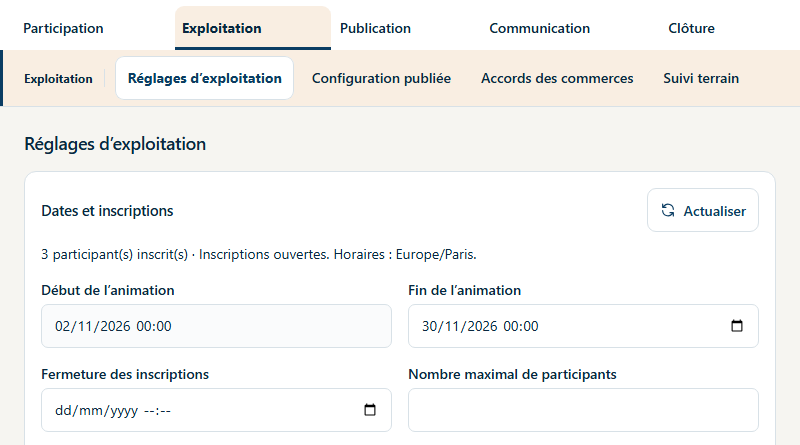 Participation Exploitation Publication Communication Clôture
Exploitation Réglages d’exploitation Configuration publiée Accords des commerces Suivi terrain
Réglages d’exploitation
Dates et inscriptions Actualiser
3 participant(s) inscrit(s) · Inscriptions ouvertes. Horaires : Europe/Paris.
Début de l’animation Fin de l’animation
02/11/2026 00:00 30/11/2026 00:00
Fermeture des inscriptions Nombre maximal de participants
dd/mm/yyyy --:--